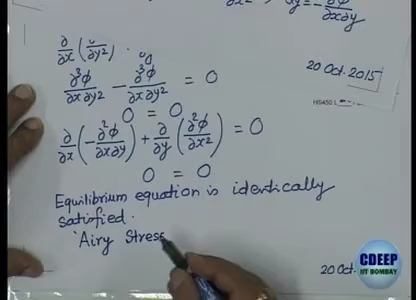 ∂y = -∂²φ/∂x∂y
∂/∂x (∂y²)
∂³φ/∂x∂y² - ∂³φ/∂x∂y² = 0
20 Oct. 2015
0 = 0
∂/∂x (-∂²φ/∂x∂y) + ∂/∂y (∂²φ/∂x²) = 0
0 = 0
Equilibrium equation is identically
satisfied.
'Airy Stress
CDEEP
IIT BOMBAY
20 Oct.